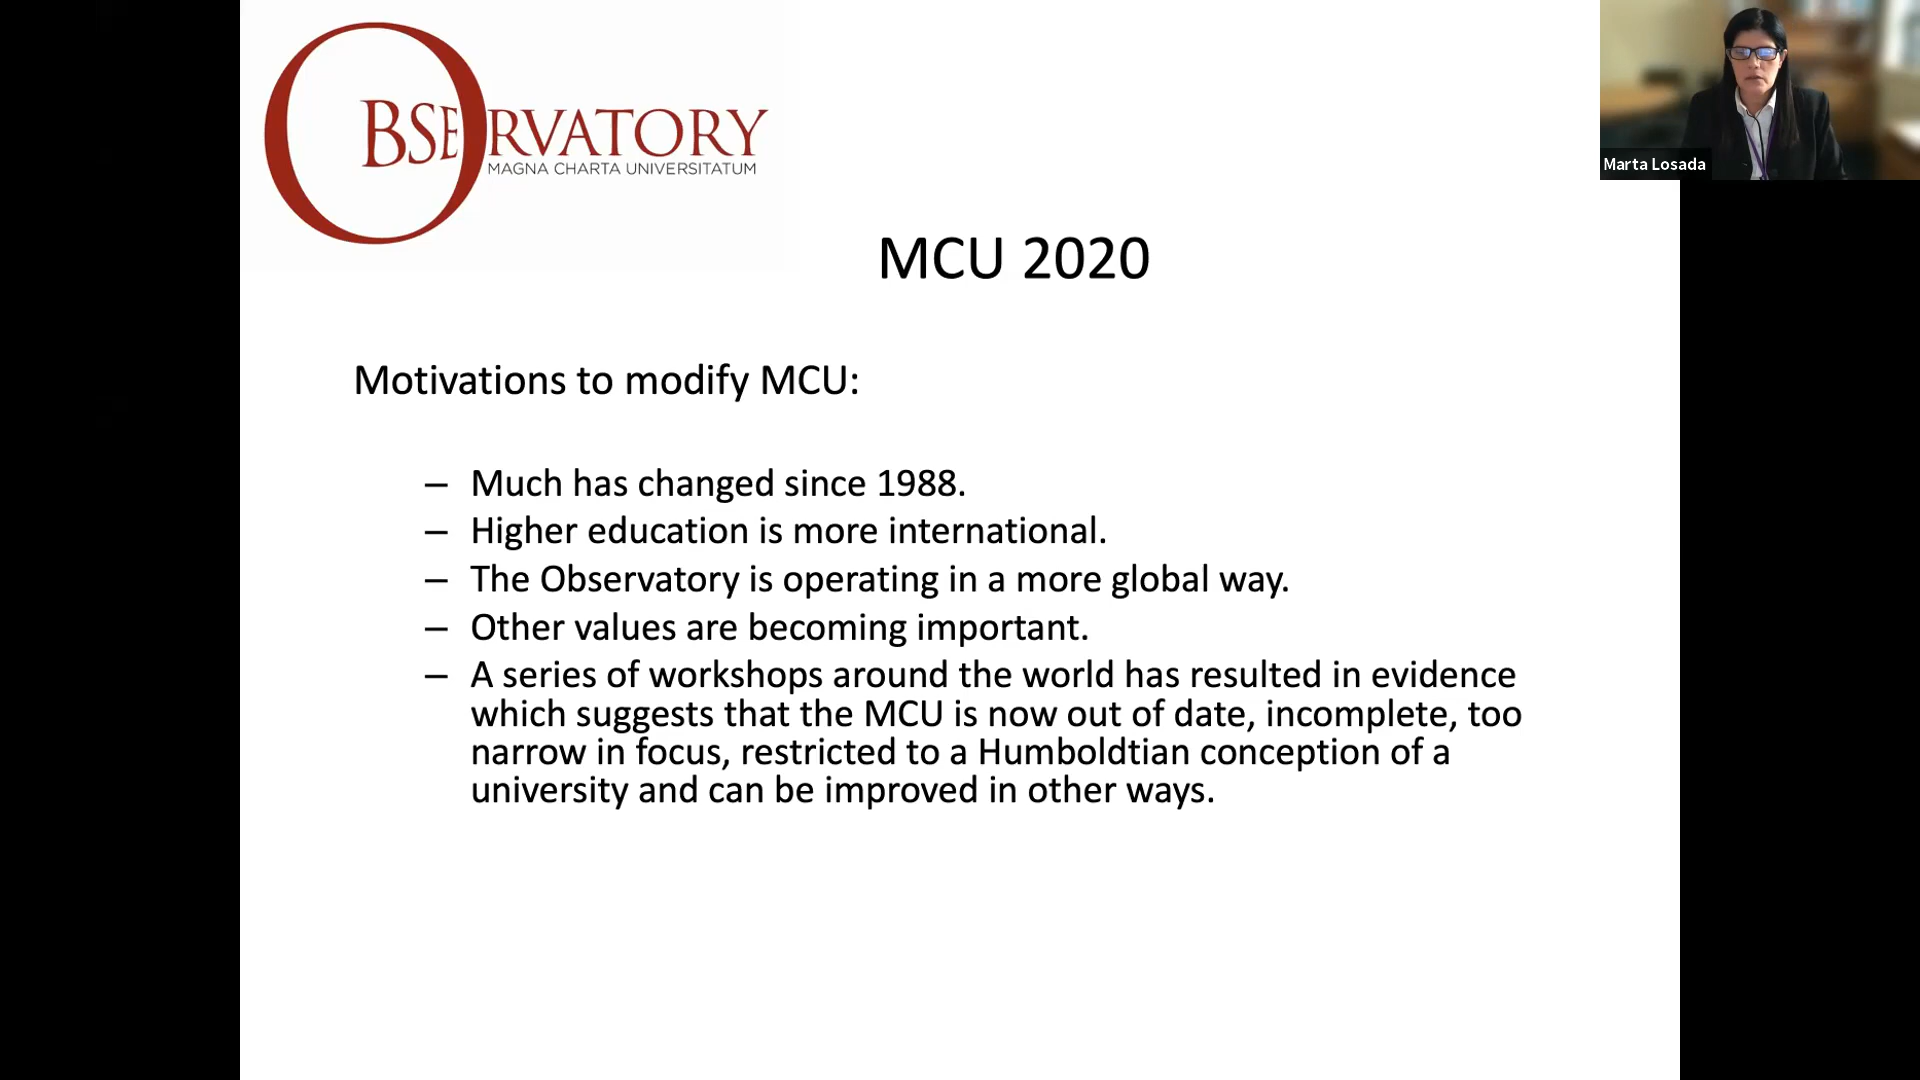 OBSERVATORY
MAGNA CHARTA UNIVERSITATUM
Marta Losada
MCU 2020
Motivations to modify MCU:
– Much has changed since 1988.
– Higher education is more international.
– The Observatory is operating in a more global way.
– Other values are becoming important.
– A series of workshops around the world has resulted in evidence
which suggests that the MCU is now out of date, incomplete, too
narrow in focus, restricted to a Humboldtian conception of a
university and can be improved in other ways.